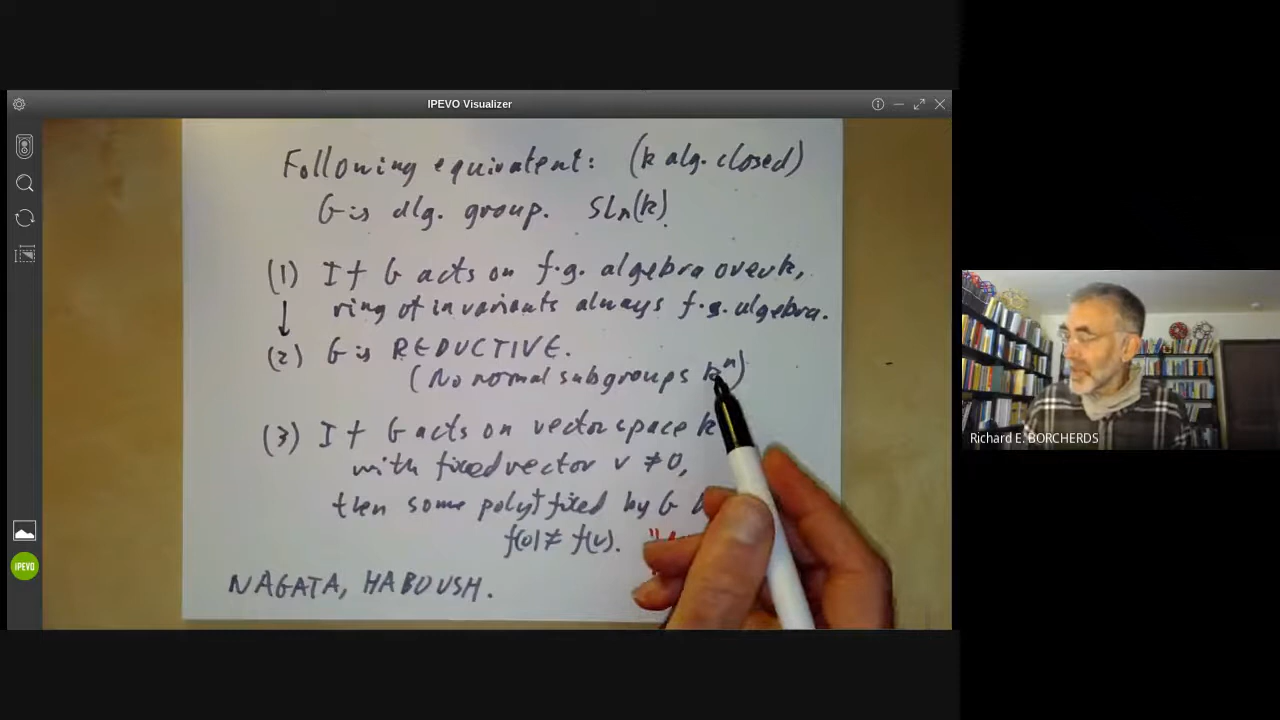 IPEVO Visualizer
Following equivalent: (k alg. closed)
G is alg. group. SLn(k).
(1) If G acts on f.g. algebra over k,
ring of invariants always f.g. algebra.
↓
(2) G is REDUCTIVE.
(No normal subgroups kⁿ)
(3) If G acts on vector space k
with fixed vector v ≠ 0,
then some poly f fixed by G
f(0) ≠ f(v).
NAGATA, HABOUSH.
IPEVO
Richard E. BORCHERDS